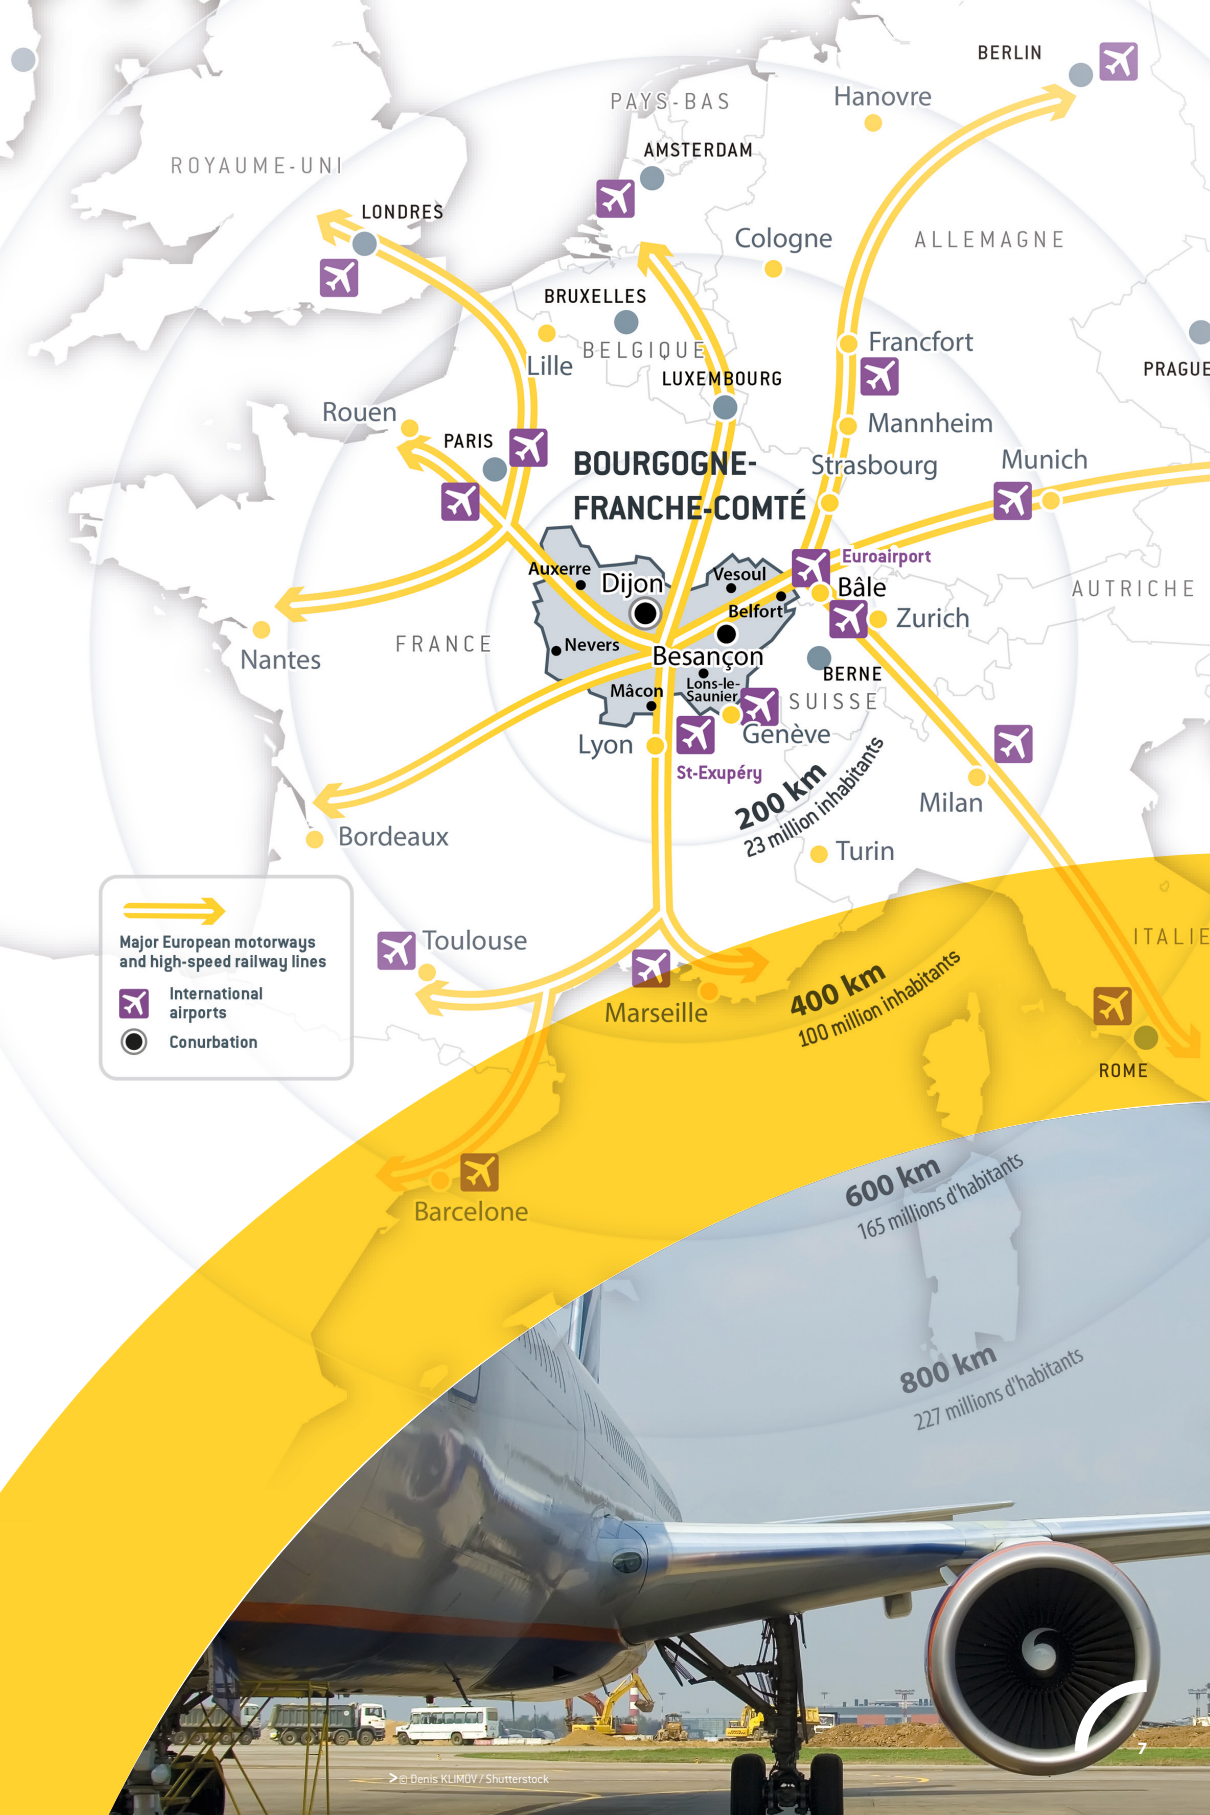 BERLIN
Hanovre
PAYS-BAS
AMSTERDAM
ROYAUME-UNI
LONDRES
Cologne
ALLEMAGNE
BRUXELLES
BELGIQUE
Lille
Francfort
LUXEMBOURG
PRAGUE
Rouen
PARIS
Mannheim
BOURGOGNE-
FRANCHE-COMTÉ
Strasbourg
Munich
Euroairport
Auxerre
Dijon
Vesoul
Bâle
AUTRICHE
Belfort
Zurich
FRANCE
Nevers
Nantes
Besançon
BERNE
Mâcon
Lons-le-
Saunier
SUISSE
Lyon
Genève
St-Exupéry
200 km
23 million inhabitants
Milan
Bordeaux
Turin
Major European motorways
and high-speed railway lines
International
airports
Conurbation
Toulouse
ITALIE
Marseille
400 km
100 million inhabitants
ROME
Barcelone
600 km
165 millions d'habitants
800 km
227 millions d'habitants
7
>© Denis KLIMOV / Shutterstock